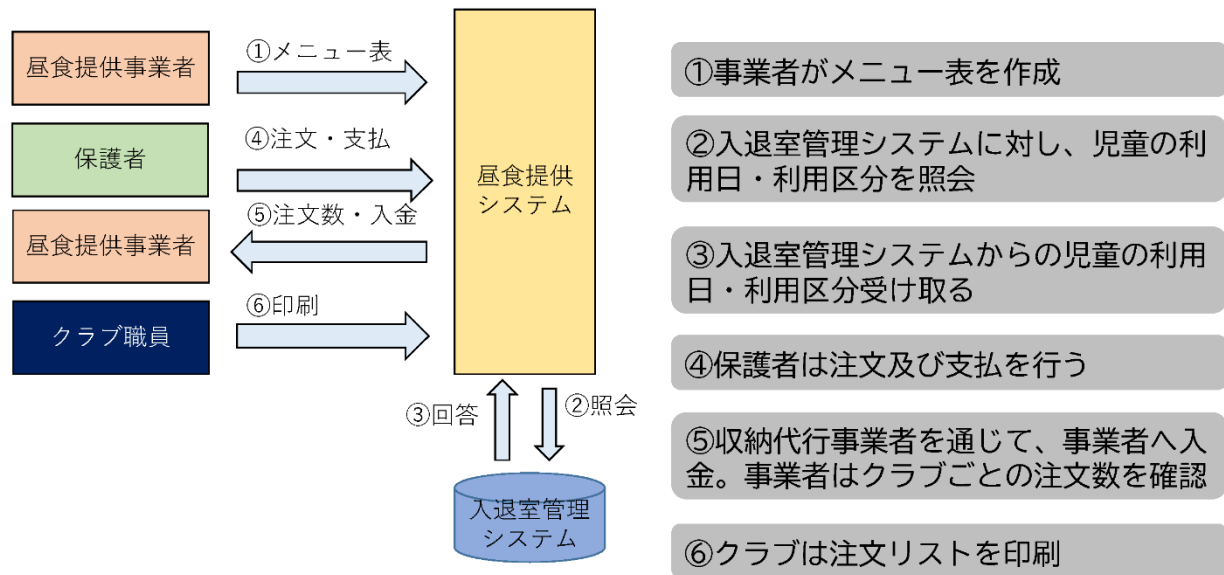 昼食提供事業者
①メニュー表
保護者
④注文・支払
昼食提供事業者
⑤注文数・入金
クラブ職員
⑥印刷
昼食提供
システム
③回答
②照会
入退室管理
システム
①事業者がメニュー表を作成
②入退室管理システムに対し、児童の利
用日・利用区分を照会
③入退室管理システムからの児童の利用
日・利用区分受け取る
④保護者は注文及び支払を行う
⑤収納代行事業者を通じて、事業者へ入
金。事業者はクラブごとの注文数を確認
⑥クラブは注文リストを印刷